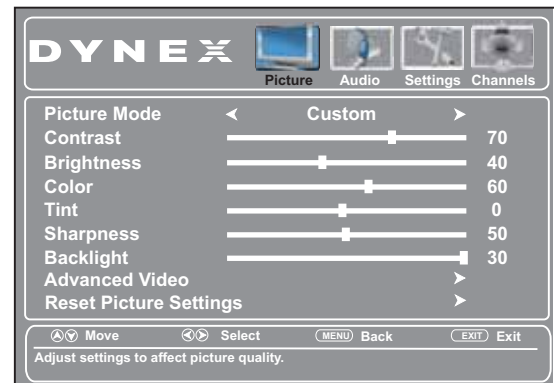 DYNEX
Picture Audio Settings Channels
Picture Mode Custom
Contrast 70
Brightness 40
Color 60
Tint 0
Sharpness 50
Backlight 30
Advanced Video
Reset Picture Settings
Move Select MENU Back EXIT Exit
Adjust settings to affect picture quality.